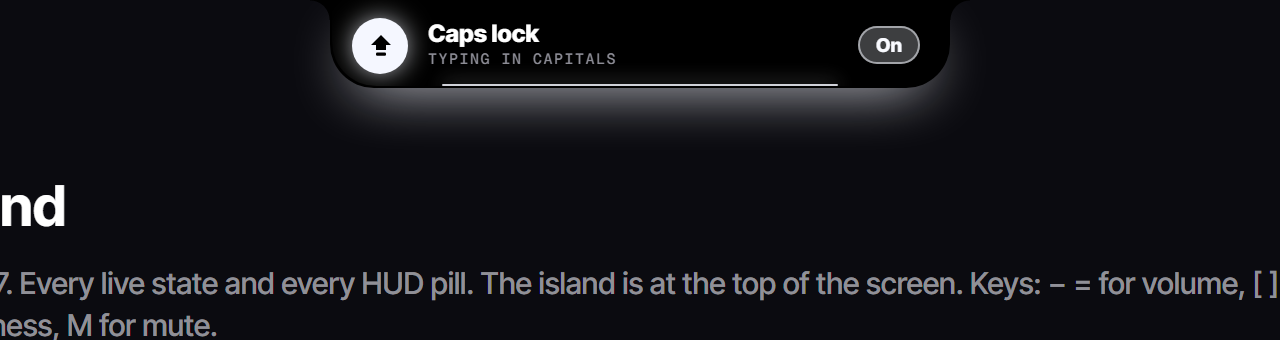 Caps lock
TYPING IN CAPITALS
On
nd
7. Every live state and every HUD pill. The island is at the top of the screen. Keys: − = for volume, [ ]
ness, M for mute.